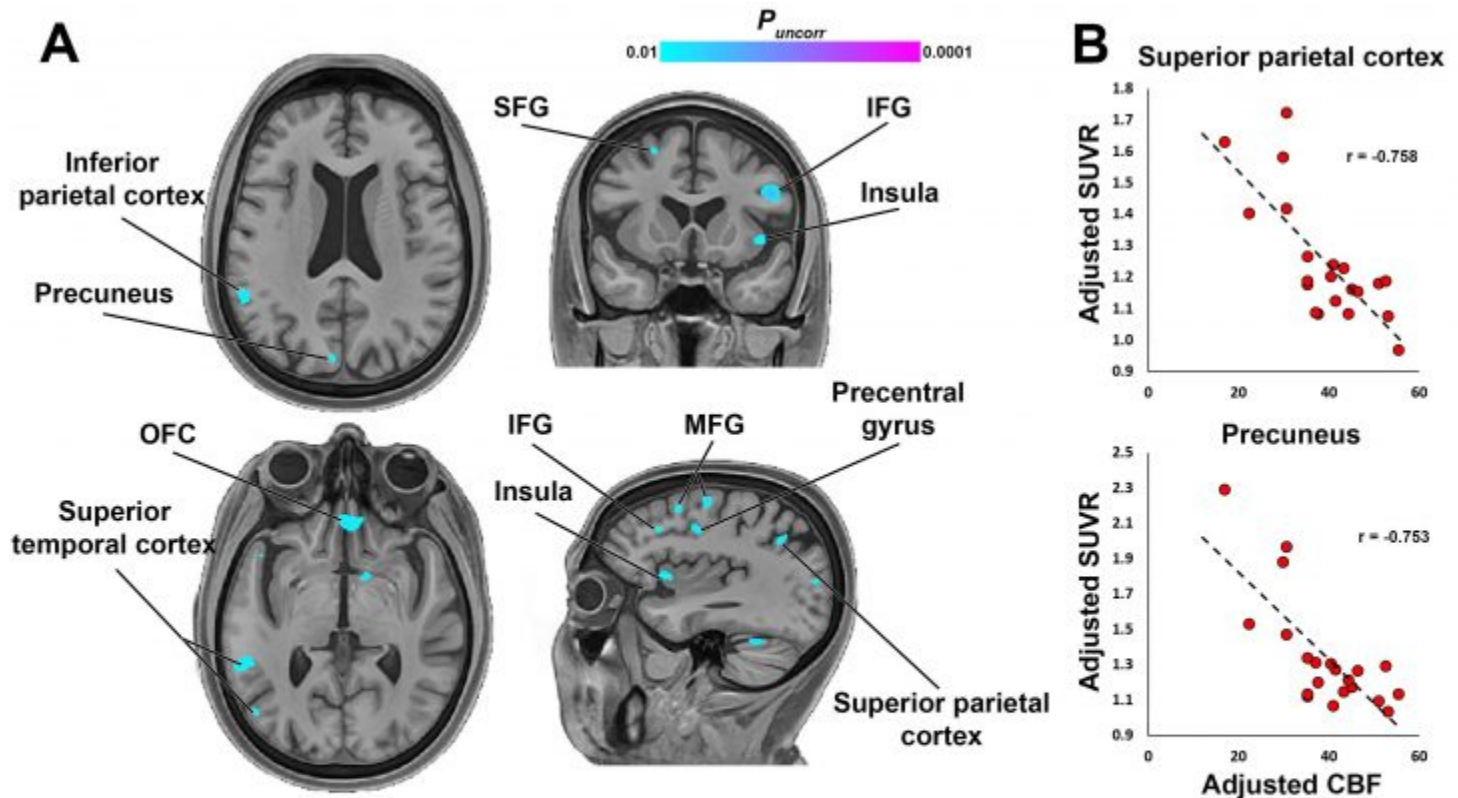 A
P uncorr
0.01
0.0001
SFG
IFG
Inferior
parietal cortex
Insula
Precuneus
OFC
Superior
temporal cortex
IFG
MFG
Precentral
gyrus
Insula
Superior parietal
cortex
B
Superior parietal cortex
Adjusted SUVR
1.8
1.7
1.6
1.5
1.4
1.3
1.2
1.1
1.0
0.9
r = -0.758
0 20 40 60
Precuneus
Adjusted SUVR
2.5
2.3
2.1
1.9
1.7
1.5
1.3
1.1
0.9
r = -0.753
0 20 40 60
Adjusted CBF